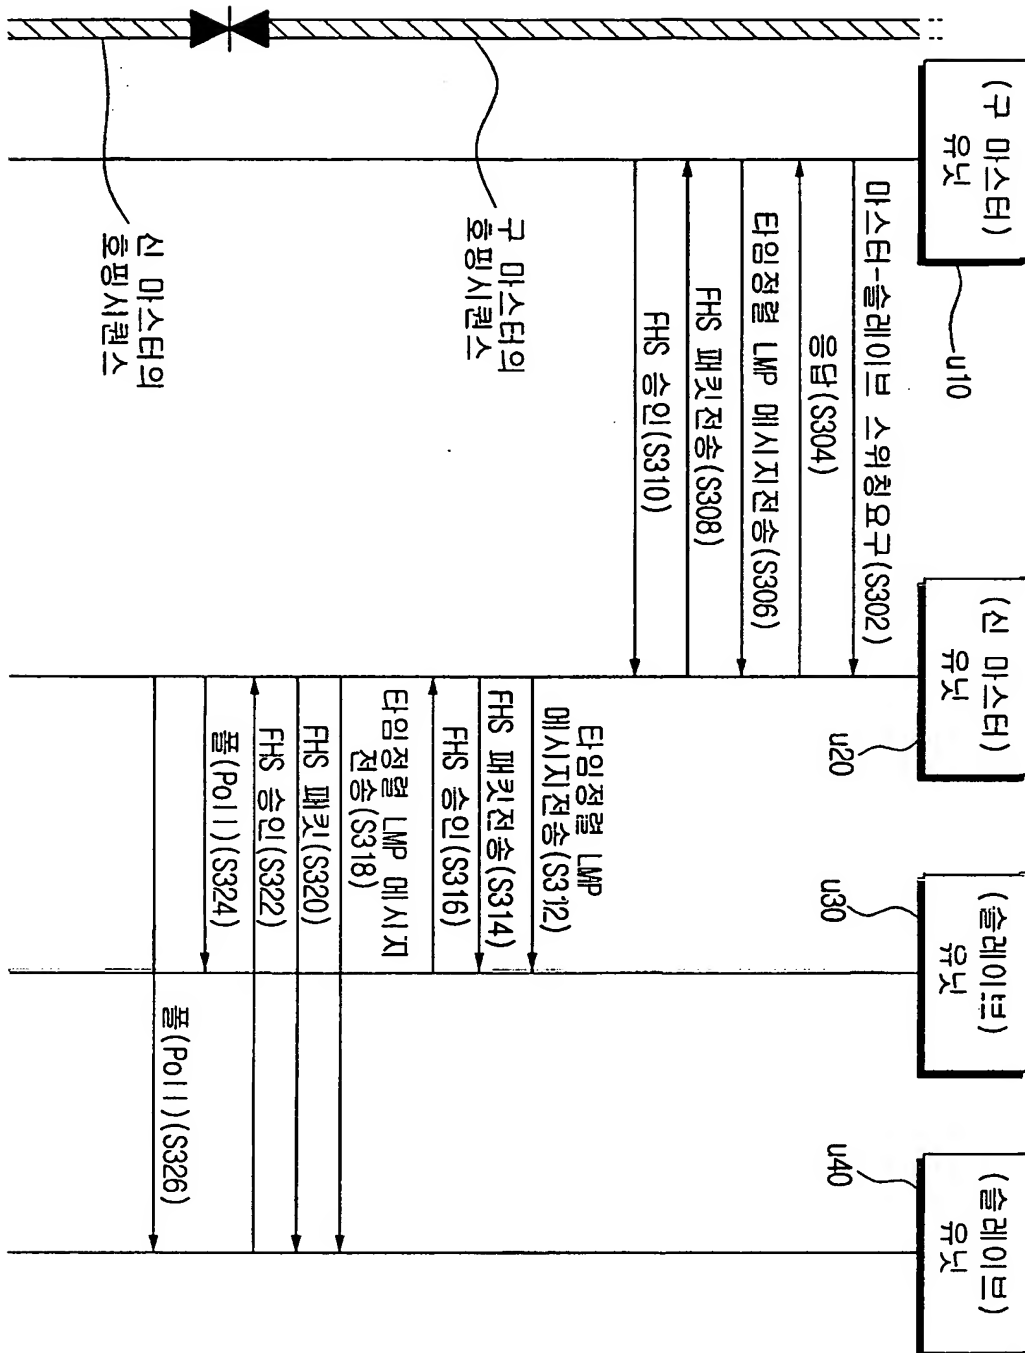 유닛
(구 마스터)
u10
유닛
(신 마스터)
u20
유닛
(슬레이브)
u30
유닛
(슬레이브)
u40
마스터-슬레이브 스위칭요구(S302)
응답(S304)
타임정렬 LMP 메시지전송(S306)
FHS 패킷전송(S308)
FHS 승인(S310)
타임정렬 LMP
메시지전송(S312)
FHS 패킷전송(S314)
FHS 승인(S316)
타임정렬 LMP 메시지
전송(S318)
FHS 패킷(S320)
FHS 승인(S322)
폴(Poll)(S324)
폴(Poll)(S326)
구 마스터의
호핑시퀀스
신 마스터의
호핑시퀀스